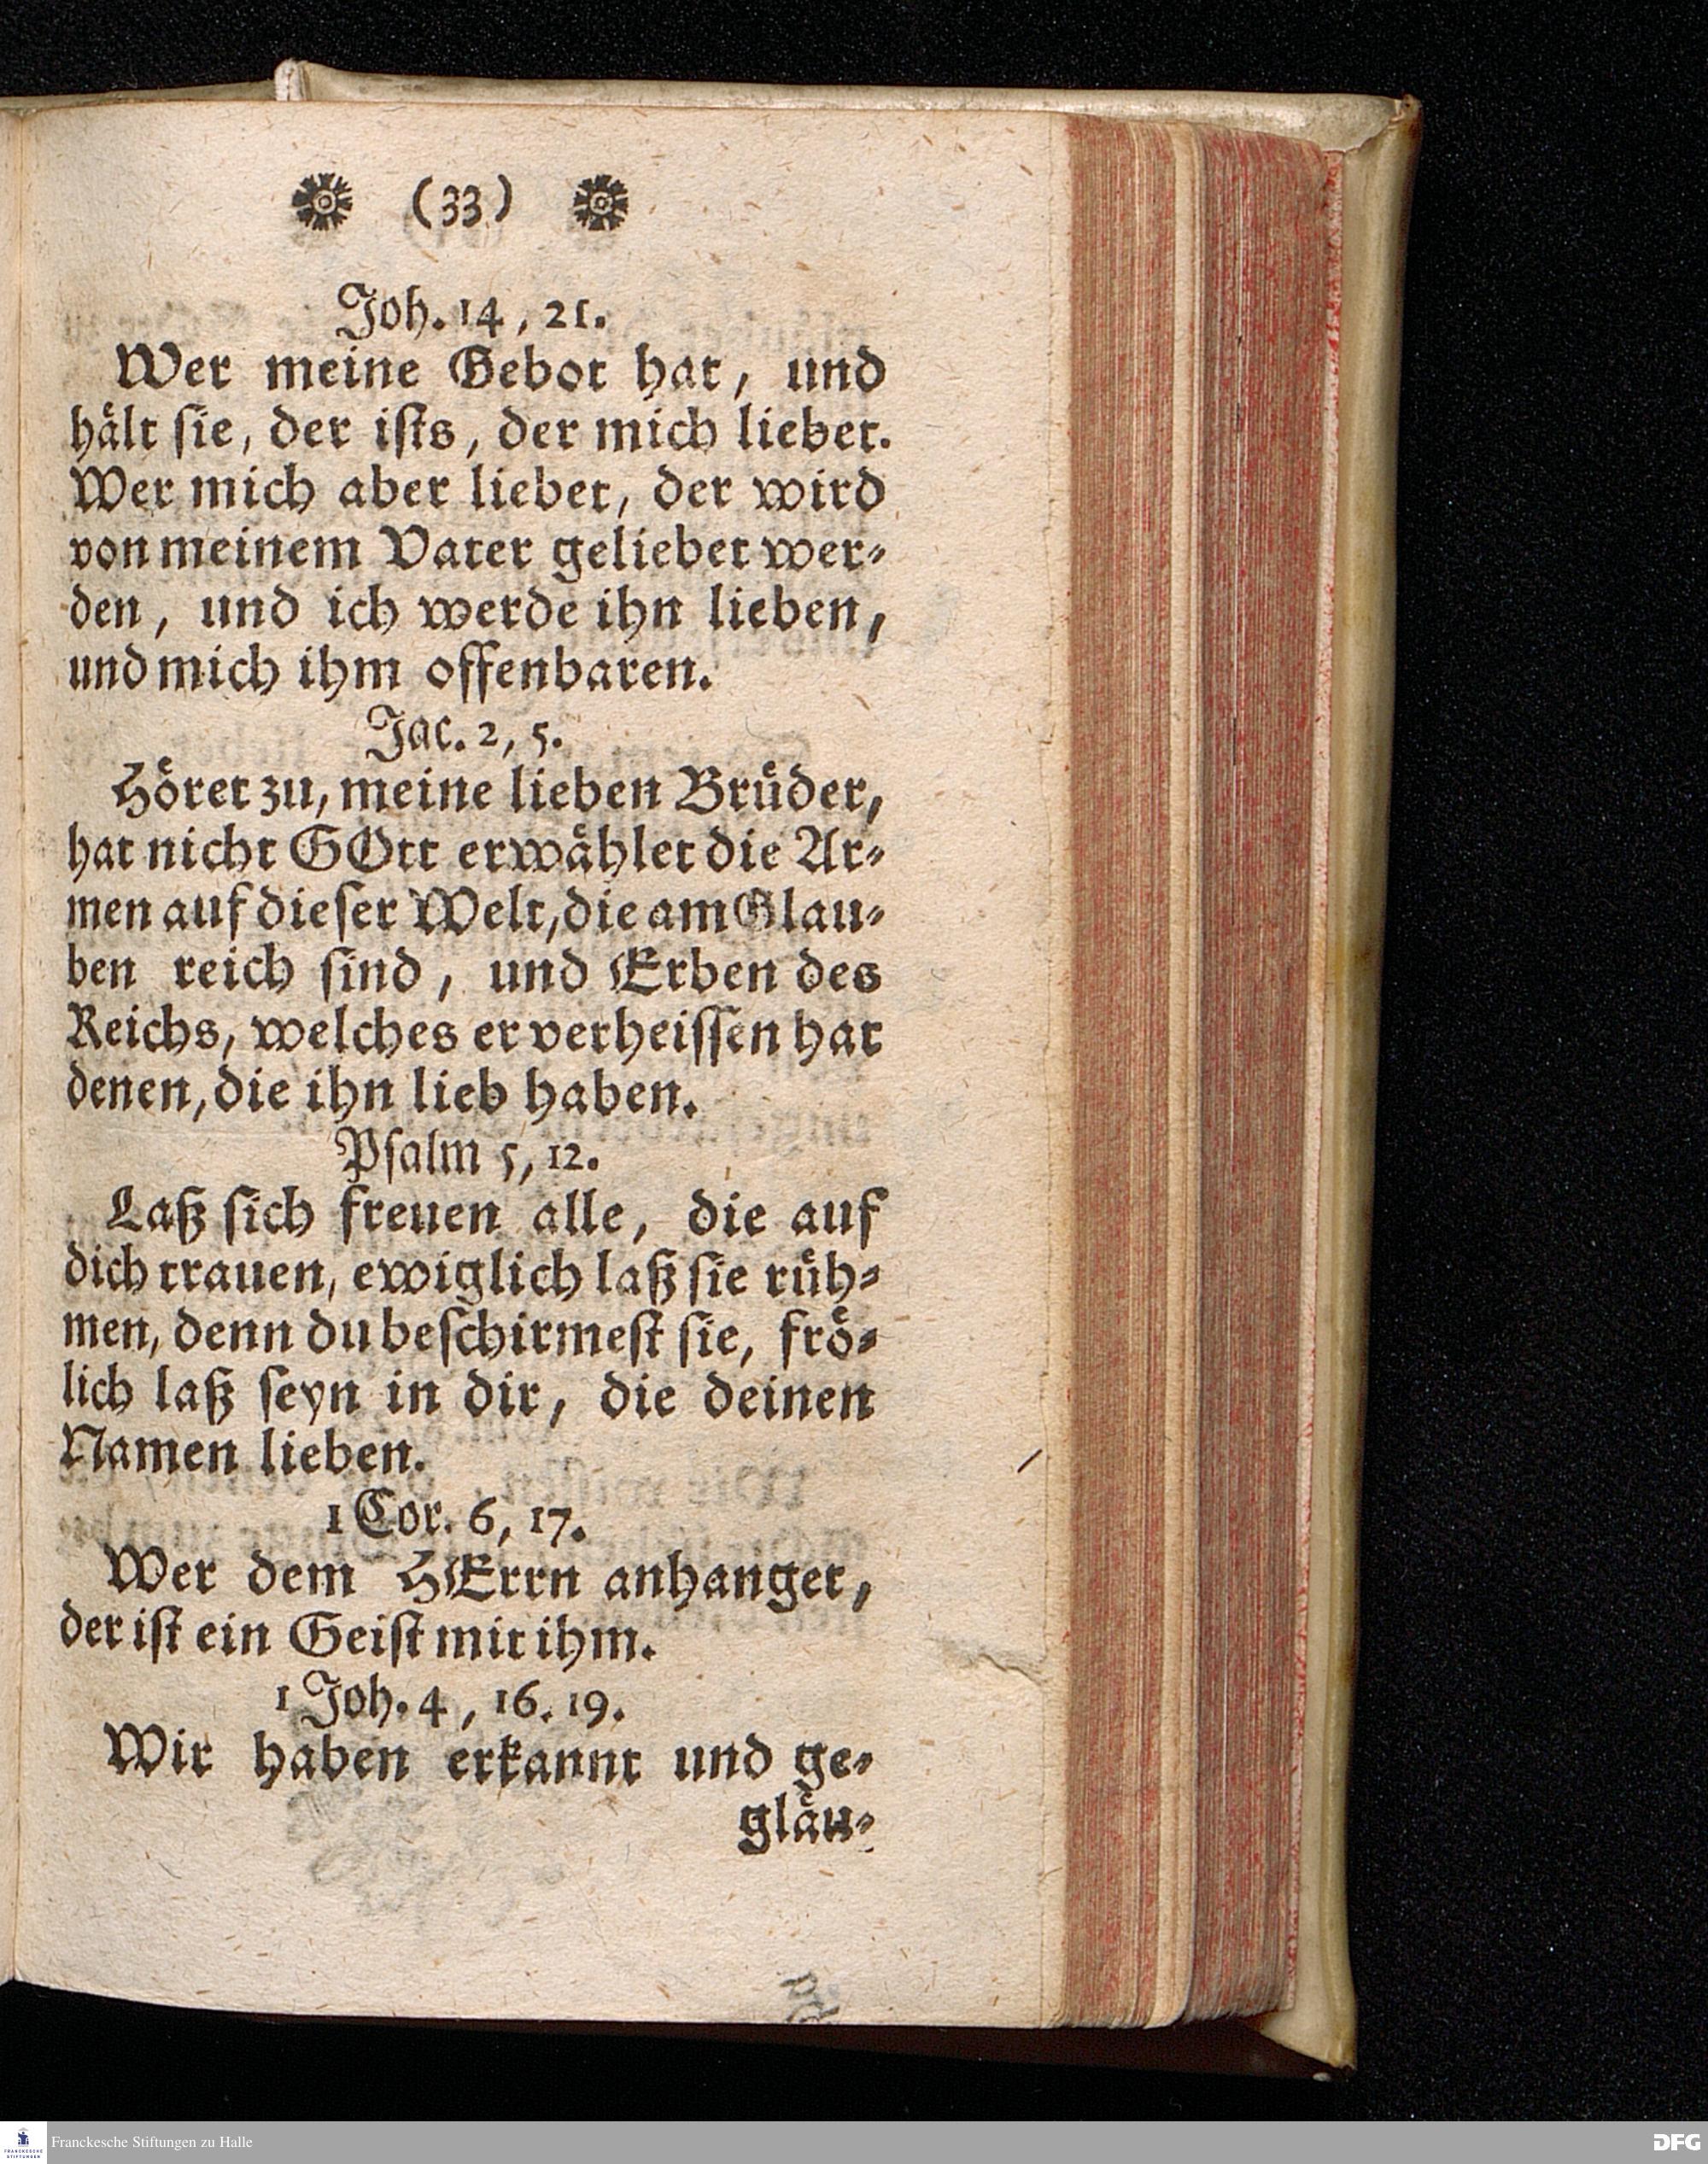 (33)
Joh. 14, 21.
Wer meine Gebot hat, und
hält sie, der ists, der mich liebet.
Wer mich aber liebet, der wird
von meinem Vater geliebet wer-
den, und ich werde ihn lieben,
und mich ihm offenbaren.
Jac. 2, 5.
Höret zu, meine lieben Brüder,
hat nicht GOtt erwählet die Ar-
men auf dieser Welt, die am Glau-
ben reich sind, und Erben des
Reichs, welches er verheissen hat
denen, die ihn lieb haben.
Psalm 5, 12.
Laß sich freuen alle, die auf
dich trauen, ewiglich laß sie rüh-
men, denn du beschirmest sie, frö-
lich laß seyn in dir, die deinen
Namen lieben.
1 Cor. 6, 17.
Wer dem HErrn anhanget,
der ist ein Geist mit ihm.
1 Joh. 4, 16. 19.
Wir haben erkannt und ge-
gläu-
FRANCKESCHE
STIFTUNGEN
Franckesche Stiftungen zu Halle
DFG